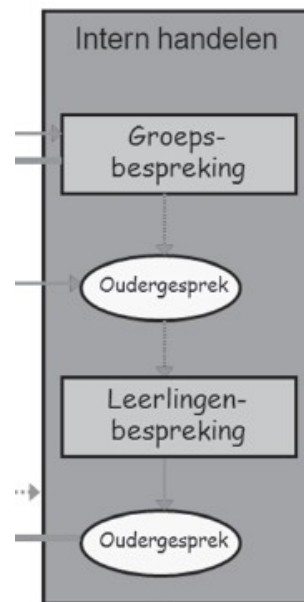 Intern handelen
Groeps-
bespreking
Oudergesprek
Leerlingen-
bespreking
Oudergesprek